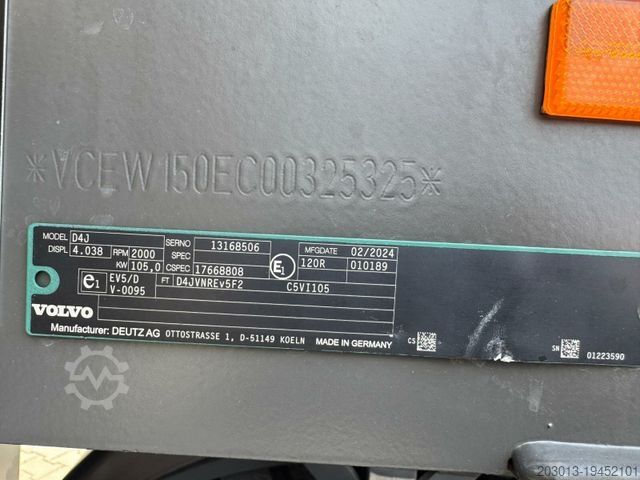 *VCEW150EC00325325*
MODEL D4J SERNO 13168506 MFGDATE 02/2024
DISPL 4.038 RPM 2000 SPEC E1 120R 010189
KW 105,0 CSPEC 17668808
e1 EV5/D FT D4JVNREv5F2 C5VI105
V-0095
VOLVO
Manufacturer: DEUTZ AG OTTOSTRASSE 1, D-51149 KOELN MADE IN GERMANY CS SN 01223590
203013-19452101